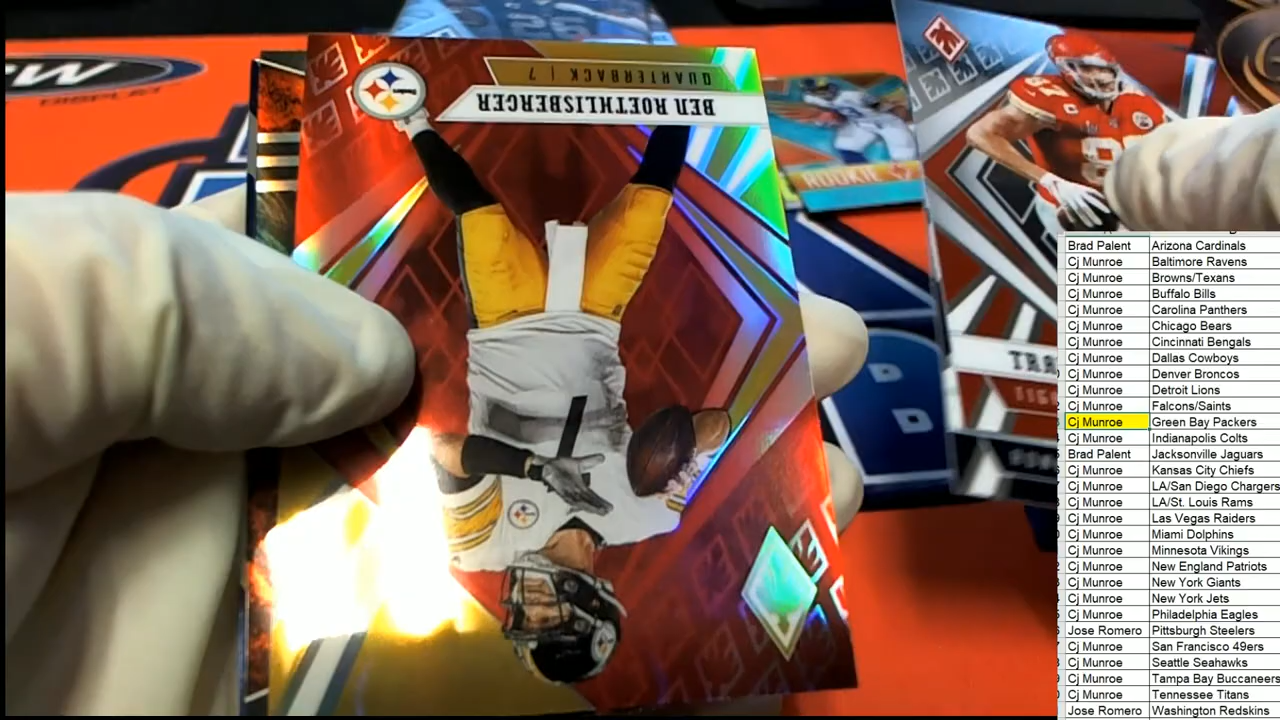 DISPLAY
QUARTERBACK | 7
BEN ROETHLISBERGER
Steelers
ROOKIE
87
TRA
Brad Palent Arizona Cardinals
Cj Munroe Baltimore Ravens
Cj Munroe Browns/Texans
Cj Munroe Buffalo Bills
Cj Munroe Carolina Panthers
Cj Munroe Chicago Bears
Cj Munroe Cincinnati Bengals
Cj Munroe Dallas Cowboys
Cj Munroe Denver Broncos
Cj Munroe Detroit Lions
Cj Munroe Falcons/Saints
Cj Munroe Green Bay Packers
Cj Munroe Indianapolis Colts
Brad Palent Jacksonville Jaguars
Cj Munroe Kansas City Chiefs
Cj Munroe LA/San Diego Chargers
Cj Munroe LA/St. Louis Rams
Cj Munroe Las Vegas Raiders
Cj Munroe Miami Dolphins
Cj Munroe Minnesota Vikings
Cj Munroe New England Patriots
Cj Munroe New York Giants
Cj Munroe New York Jets
Cj Munroe Philadelphia Eagles
Jose Romero Pittsburgh Steelers
Cj Munroe San Francisco 49ers
Cj Munroe Seattle Seahawks
Cj Munroe Tampa Bay Buccaneers
Cj Munroe Tennessee Titans
Jose Romero Washington Redskins